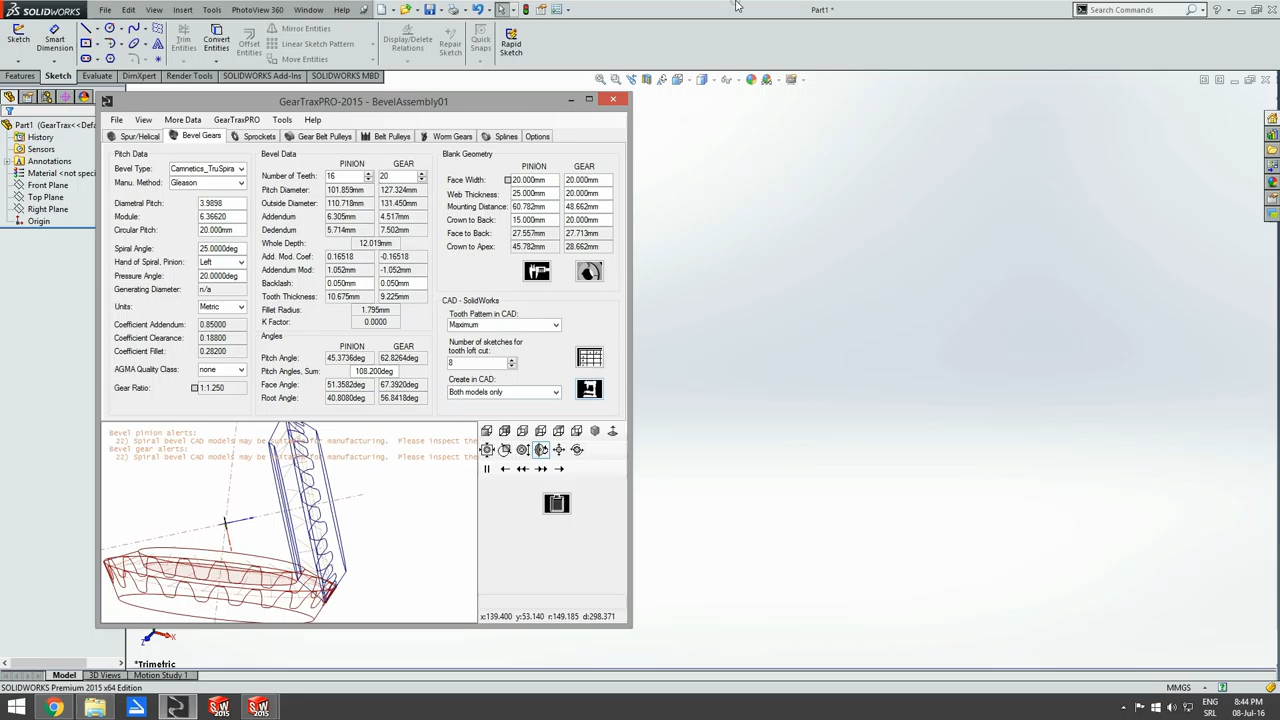 SOLIDWORKS File Edit View Insert Tools PhotoView 360 Window Help Part1 * Search Commands
Sketch Smart Dimension Trim Entities Convert Entities Offset Entities Mirror Entities Linear Sketch Pattern Move Entities Display/Delete Relations Repair Sketch Quick Snaps Rapid Sketch
Features Sketch Evaluate DimXpert Render Tools SOLIDWORKS Add-Ins SOLIDWORKS MBD
Part1 (GearTrax<<Def
History
Sensors
Annotations
Material <not speci
Front Plane
Top Plane
Right Plane
Origin
GearTraxPRO-2015 - BevelAssembly01
File View More Data GearTraxPRO Tools Help
Spur/Helical Bevel Gears Sprockets Gear Belt Pulleys Belt Pulleys Worm Gears Splines Options
Pitch Data
Bevel Type: Camnetics_TruSpira
Manu. Method: Gleason
Diametral Pitch: 3.9898
Module: 6.36620
Circular Pitch: 20.000mm
Spiral Angle: 25.0000deg
Hand of Spiral, Pinion: Left
Pressure Angle: 20.0000deg
Generating Diameter: n/a
Units: Metric
Coefficient Addendum: 0.85000
Coefficient Clearance: 0.18800
Coefficient Fillet: 0.28200
AGMA Quality Class: none
Gear Ratio: 1:1.250
Bevel Data
PINION GEAR
Number of Teeth: 16 20
Pitch Diameter: 101.859mm 127.324mm
Outside Diameter: 110.718mm 131.450mm
Addendum 6.305mm 4.517mm
Dedendum 5.714mm 7.502mm
Whole Depth: 12.019mm
Add. Mod. Coef: 0.16518 -0.16518
Addendum Mod: 1.052mm -1.052mm
Backlash: 0.050mm 0.050mm
Tooth Thickness: 10.675mm 9.225mm
Fillet Radius: 1.795mm
K Factor: 0.0000
Angles
PINION GEAR
Pitch Angle: 45.3736deg 62.8264deg
Pitch Angles, Sum: 108.200deg
Face Angle: 51.3582deg 67.3920deg
Root Angle: 40.8080deg 56.8418deg
Blank Geometry
PINION GEAR
Face Width: 20.000mm 20.000mm
Web Thickness: 25.000mm 20.000mm
Mounting Distance: 60.782mm 48.662mm
Crown to Back: 15.000mm 20.000mm
Face to Back: 27.557mm 27.713mm
Crown to Apex: 45.782mm 28.662mm
CAD - SolidWorks
Tooth Pattern in CAD:
Maximum
Number of sketches for
tooth loft cut:
8
Create in CAD:
Both models only
Bevel pinion alerts:
22) Spiral bevel CAD models may be suitable for manufacturing. Please inspect the
Bevel gear alerts:
22) Spiral bevel CAD models may be suitable for manufacturing. Please inspect the
x:139.400 y:53.140 r:149.185 d:298.371
Z X
*Trimetric
Model 3D Views Motion Study 1
SOLIDWORKS Premium 2015 x64 Edition MMGS
SW 2015 SW 2015
ENG 8:44 PM
SRL 08-Jul-16